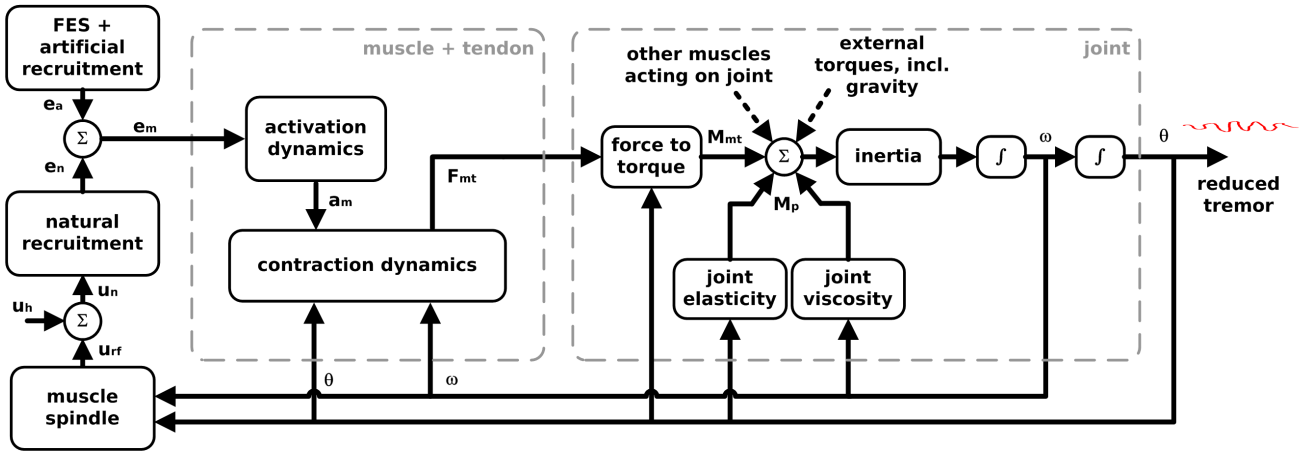 FES +
artificial
recruitment
muscle + tendon
joint
other muscles
acting on joint
external
torques, incl.
gravity
ea
Σ
em
en
activation
dynamics
am
Fmt
force to
torque
Mmt
Σ
inertia
∫
ω
∫
θ
reduced
tremor
natural
recruitment
contraction dynamics
Mp
joint
elasticity
joint
viscosity
un
uh
Σ
urf
muscle
spindle
θ
ω